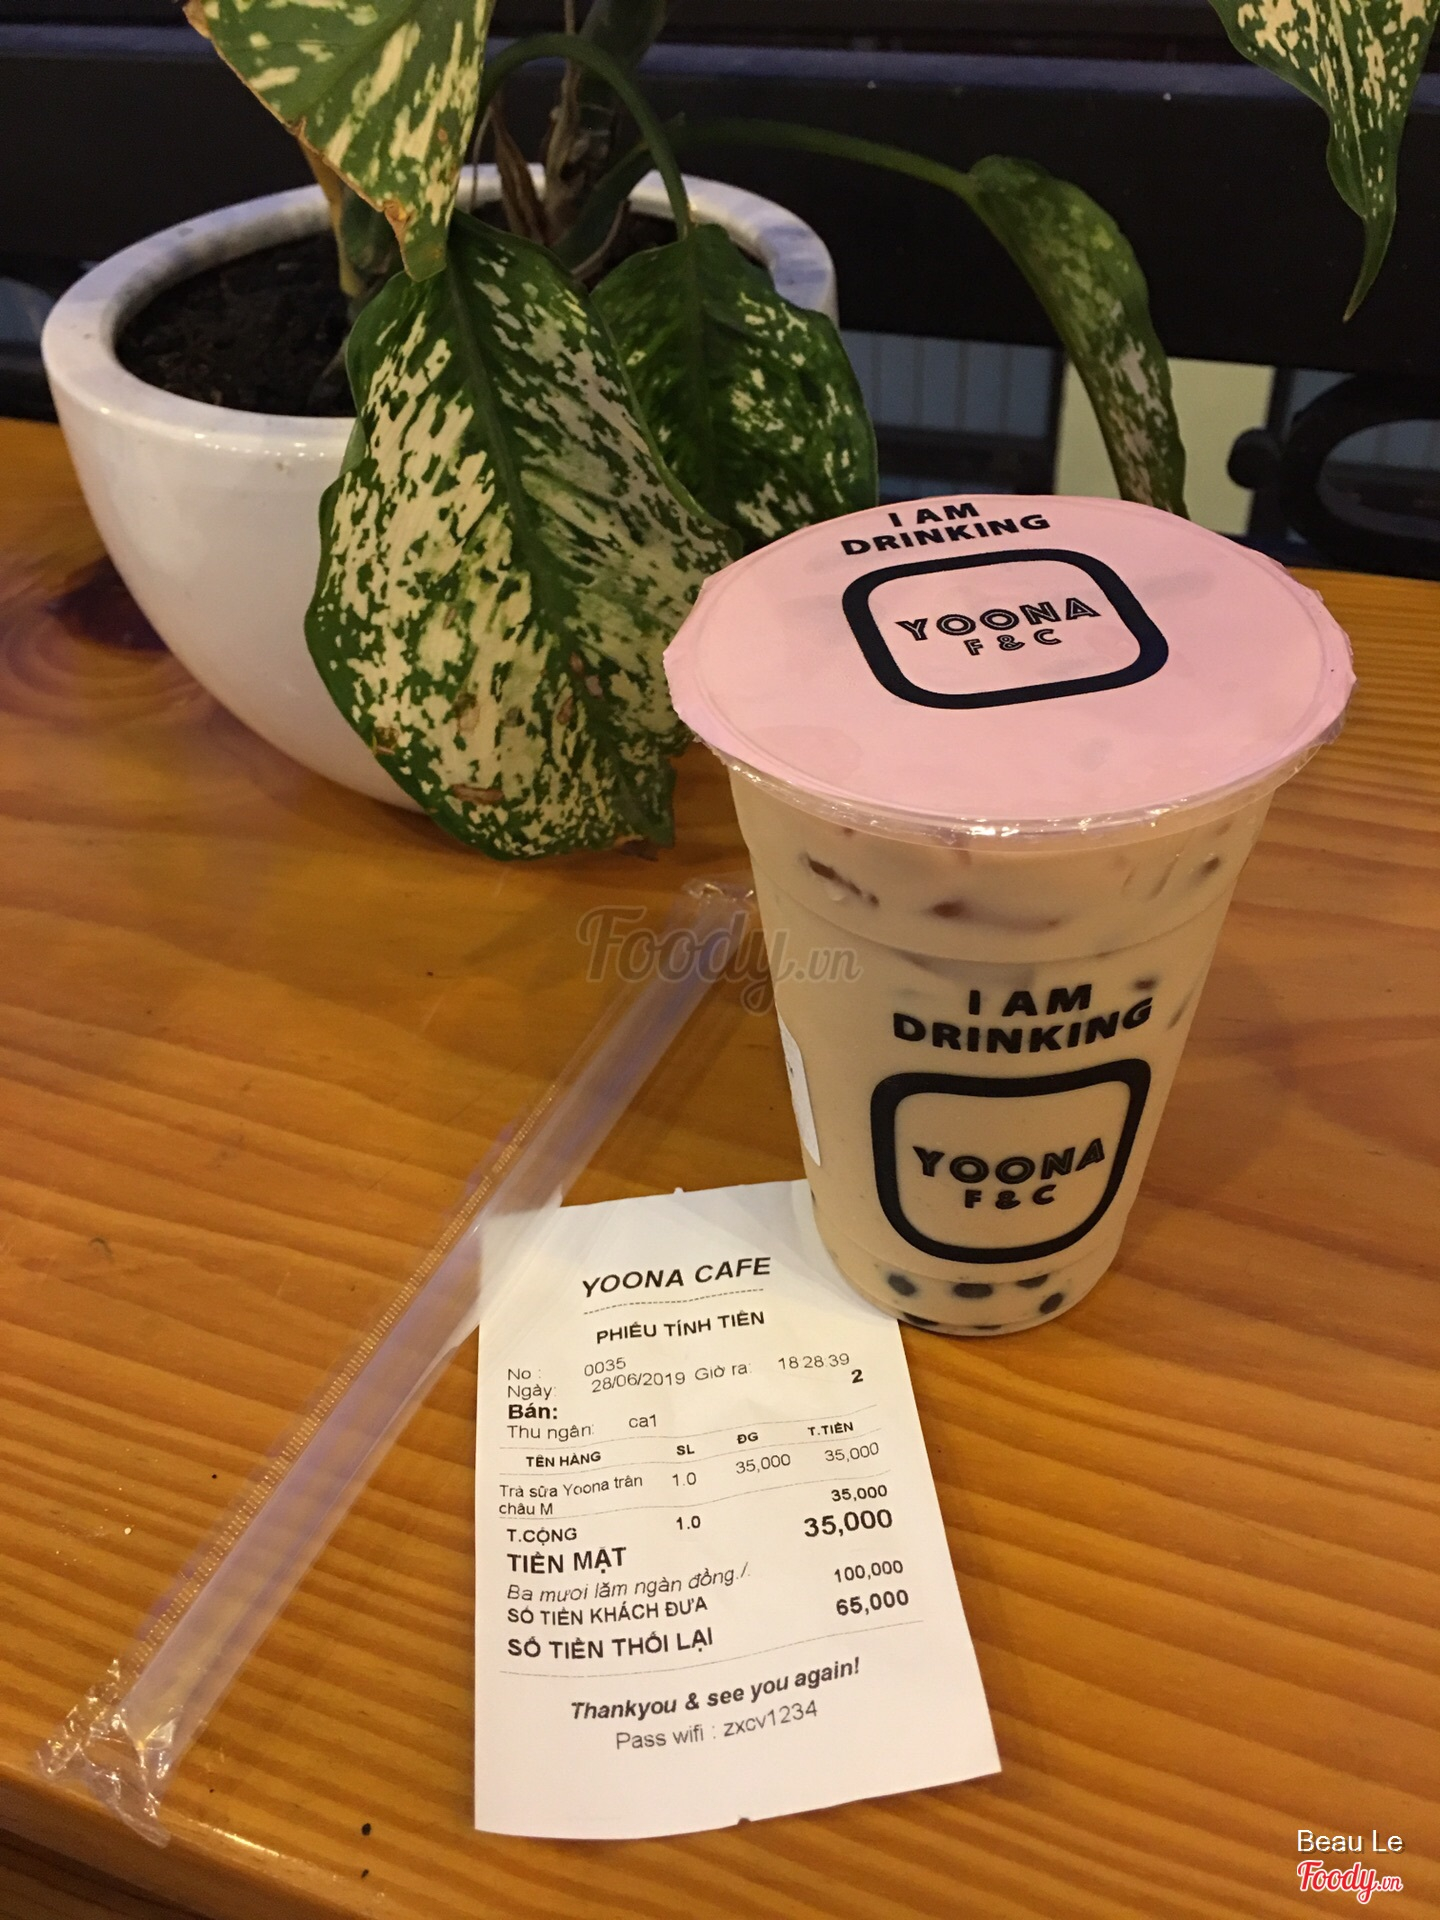 I AM
DRINKING
YOONA
F & C
Foody.vn
I AM
DRINKING
YOONA
F & C
YOONA CAFE
PHIẾU TÍNH TIỀN
No : 0035
Ngày: 28/06/2019 Giờ ra: 18:28:39
Bán: 2
Thu ngân: ca1
TÊN HÀNG SL ĐG T.TIỀN
Trà sữa Yoona trân 1.0 35,000 35,000
châu M
T.CỘNG 1.0 35,000
TIỀN MẶT 35,000
Ba mươi lăm ngàn đồng./.
SỐ TIỀN KHÁCH ĐƯA 100,000
SỐ TIỀN THỐI LẠI 65,000
Thankyou & see you again!
Pass wifi : zxcv1234
Beau Le
Foody.vn